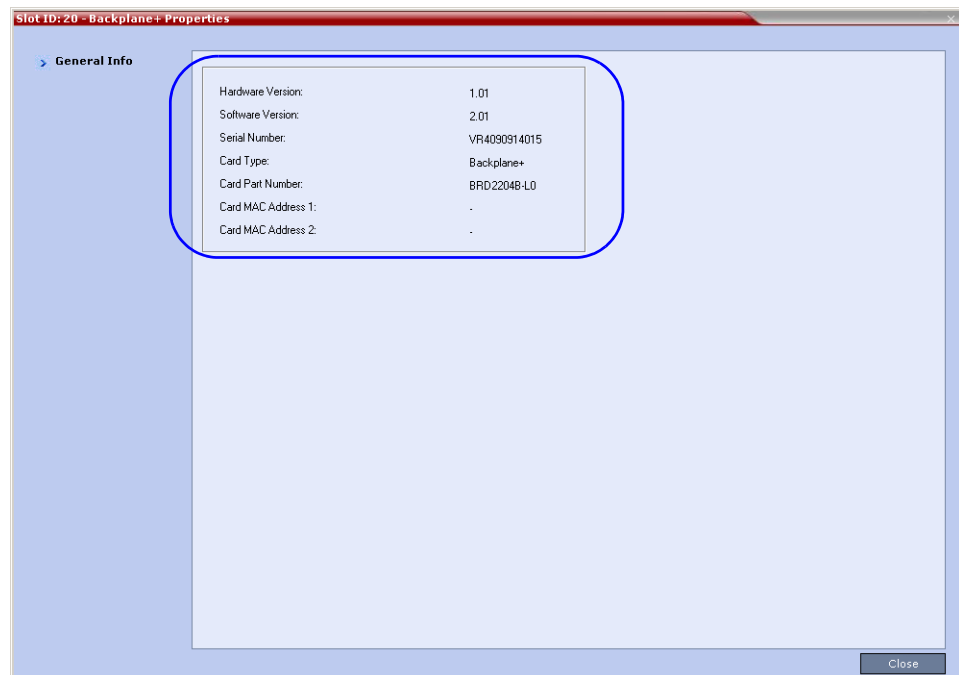 Slot ID: 20 - Backplane+ Properties
General Info
Hardware Version: 1.01
Software Version: 2.01
Serial Number: VR4090914015
Card Type: Backplane+
Card Part Number: BRD2204B-L0
Card MAC Address 1: -
Card MAC Address 2: -
Close